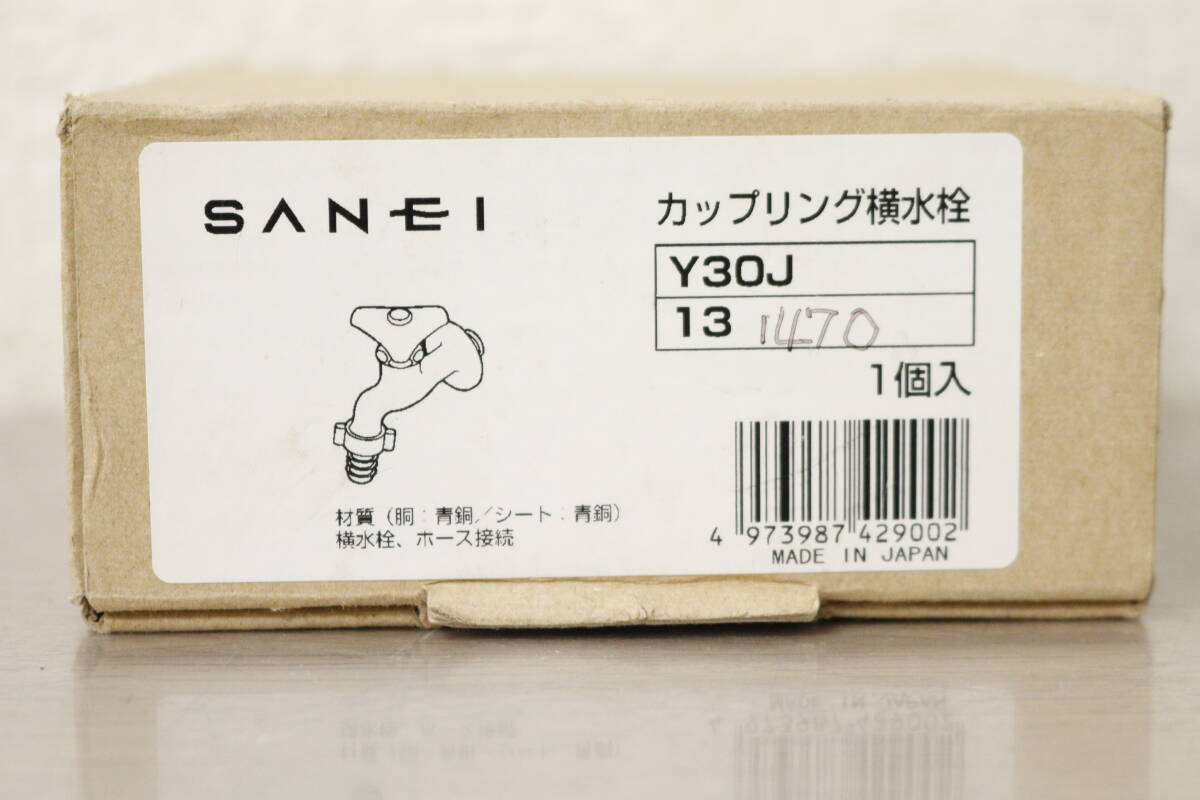 SANEI
カップリング横水栓
Y30J
13 1470
1個入
材質（胴：青銅／シート：青銅）
横水栓、ホース接続
4 973987 429002
MADE IN JAPAN